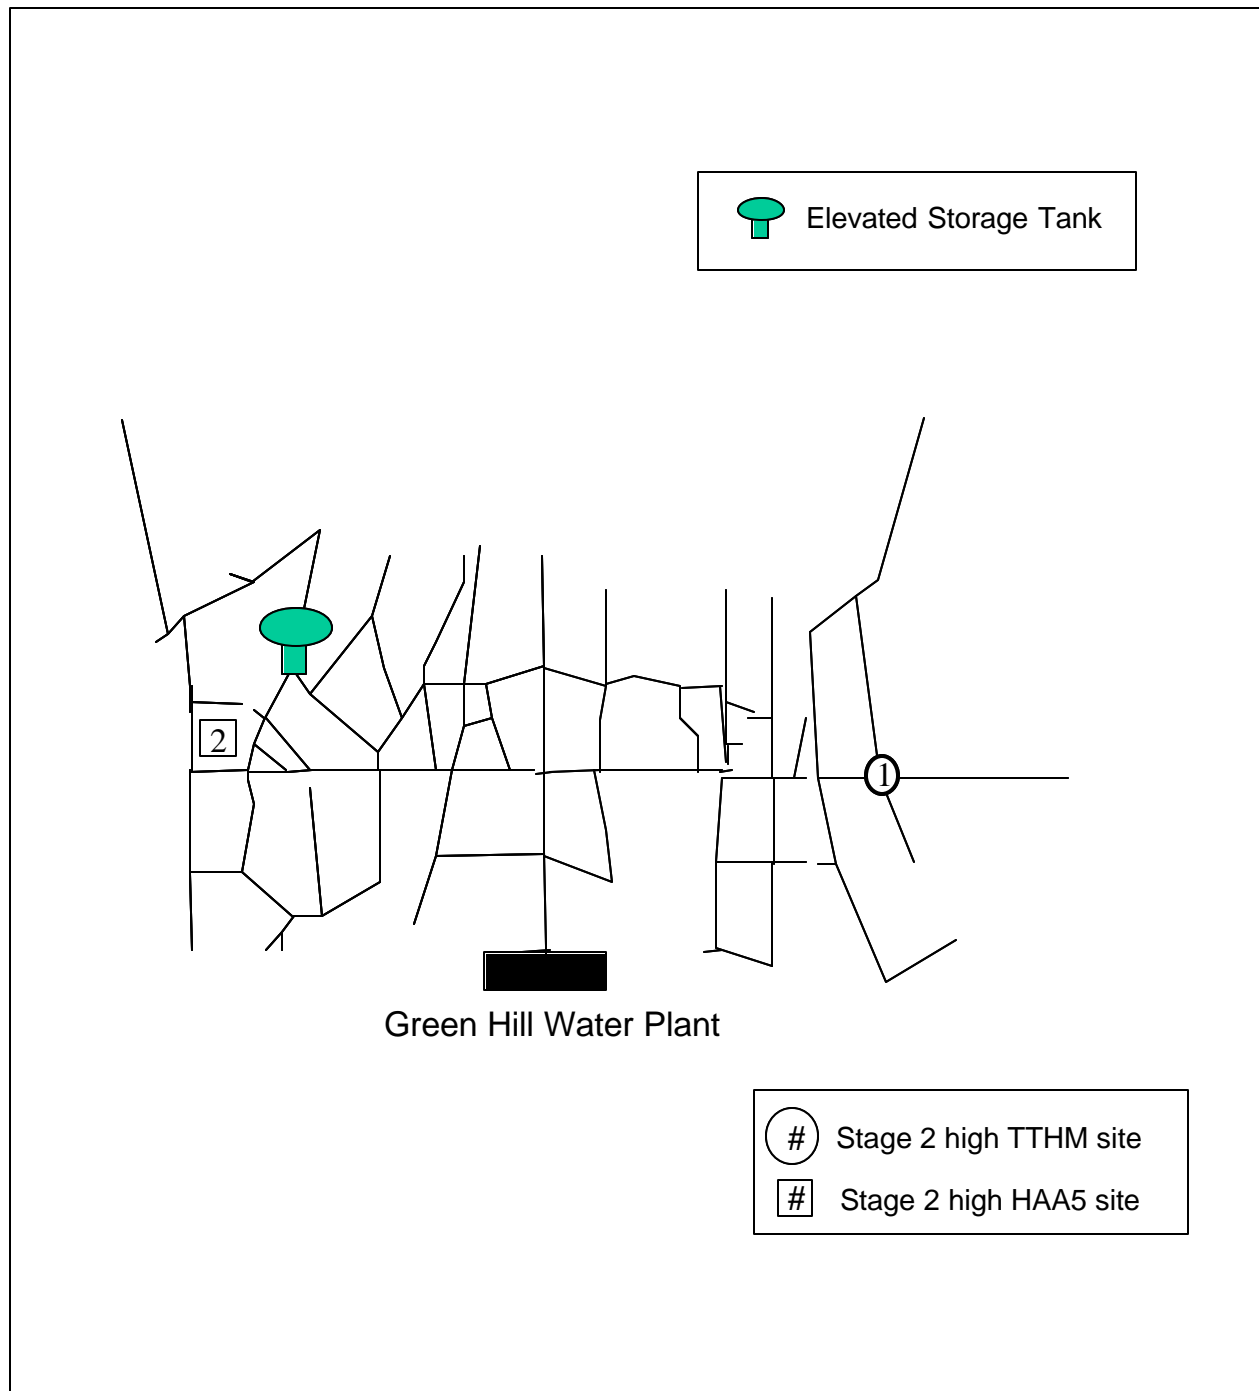 Elevated Storage Tank
2
1
Green Hill Water Plant
# Stage 2 high TTHM site
# Stage 2 high HAA5 site